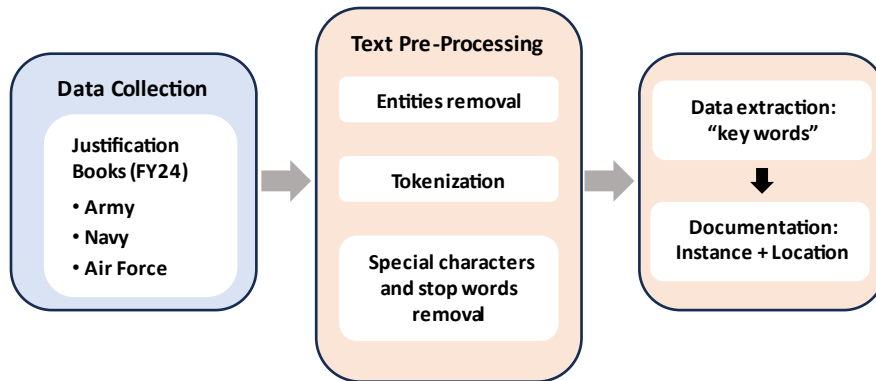 Data Collection
Justification
Books (FY24)
• Army
• Navy
• Air Force
Text Pre-Processing
Entities removal
Tokenization
Special characters
and stop words
removal
Data extraction:
“key words”
Documentation:
Instance + Location